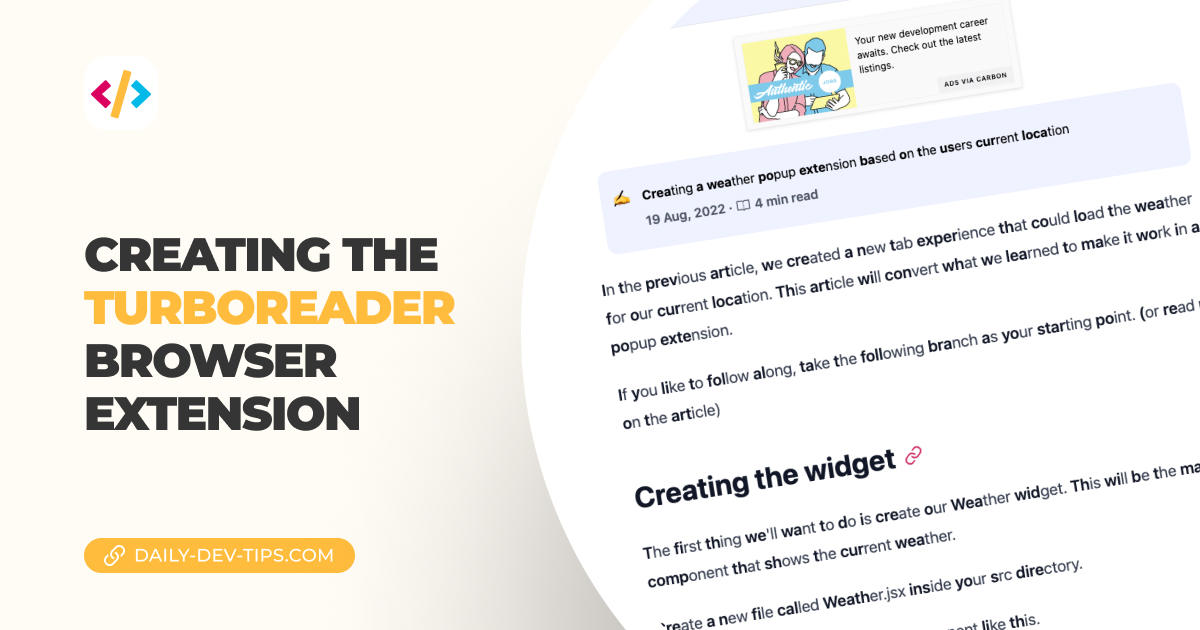 CREATING THE
TURBOREADER
BROWSER
EXTENSION
DAILY-DEV-TIPS.COM
Your new development career
awaits. Check out the latest
listings.
Authentic
JOBS
ADS VIA CARBON
Creating a weather popup extension based on the users current location
19 Aug, 2022 · 4 min read
In the previous article, we created a new tab experience that could load the weather
for our current location. This article will convert what we learned to make it work in a
popup extension.
If you like to follow along, take the following branch as your starting point. (or read
on the article)
Creating the widget
The first thing we'll want to do is create our Weather widget. This will be the
component that shows the current weather.
Create a new file called Weather.jsx inside your src directory.
like this.